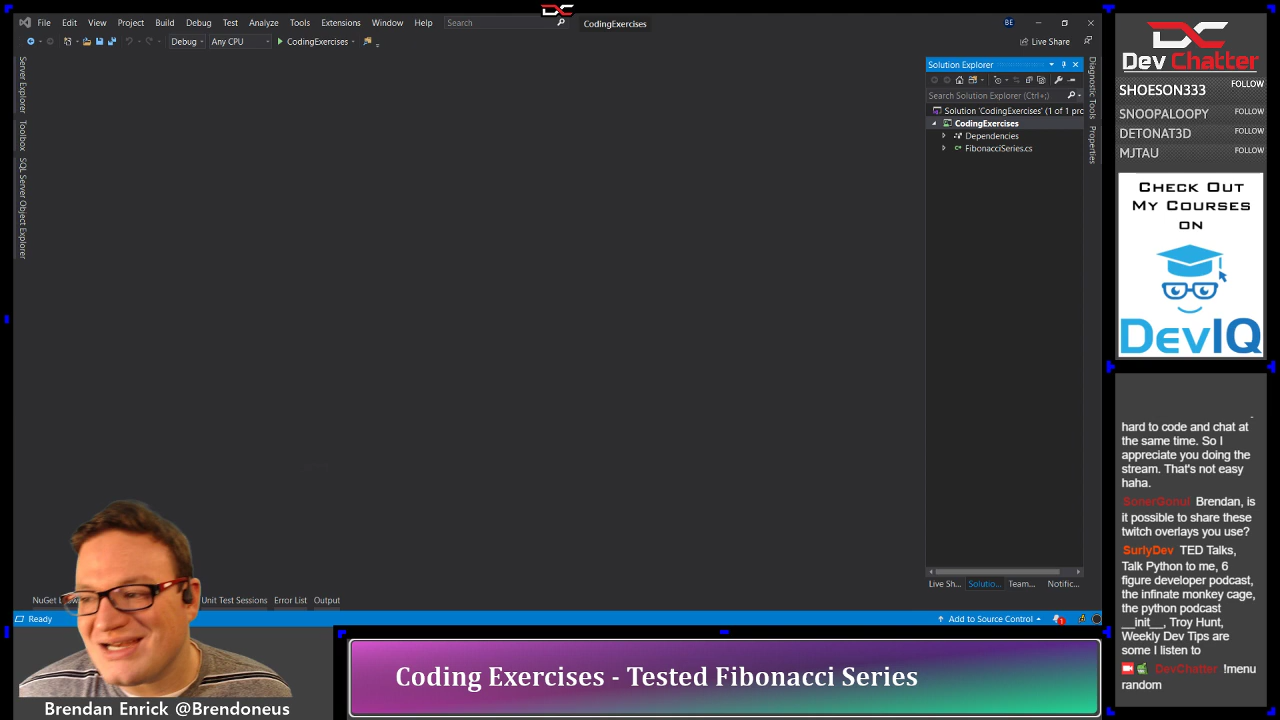 File Edit View Project Build Debug Test Analyze Tools Extensions Window Help Search CodingExercises BE
Debug Any CPU CodingExercises Live Share
Server Explorer
Toolbox
SQL Server Object Explorer
Solution Explorer
Search Solution Explorer (Ctrl+;)
Solution 'CodingExercises' (1 of 1 pro
CodingExercises
Dependencies
FibonacciSeries.cs
Live Sh... Solutio... Team... Notific...
Diagnostic Tools
Properties
NuGet Unit Test Sessions Error List Output
Ready Add to Source Control 1
DC
Dev Chatter
SHOESON333 FOLLOW
SNOOPALOOPY FOLLOW
DETONAT3D FOLLOW
MJTAU FOLLOW
Check Out
My Courses
on
DevIQ
hard to code and chat at
the same time. So I
appreciate you doing the
stream. That's not easy
haha.
SonerGonul Brendan, is
it possible to share these
twitch overlays you use?
SurlyDev TED Talks,
Talk Python to me, 6
figure developer podcast,
the infinate monkey cage,
the python podcast
__init__, Troy Hunt,
Weekly Dev Tips are
some I listen to
DevChatter !menu
random
Coding Exercises - Tested Fibonacci Series
Brendan Enrick @Brendoneus